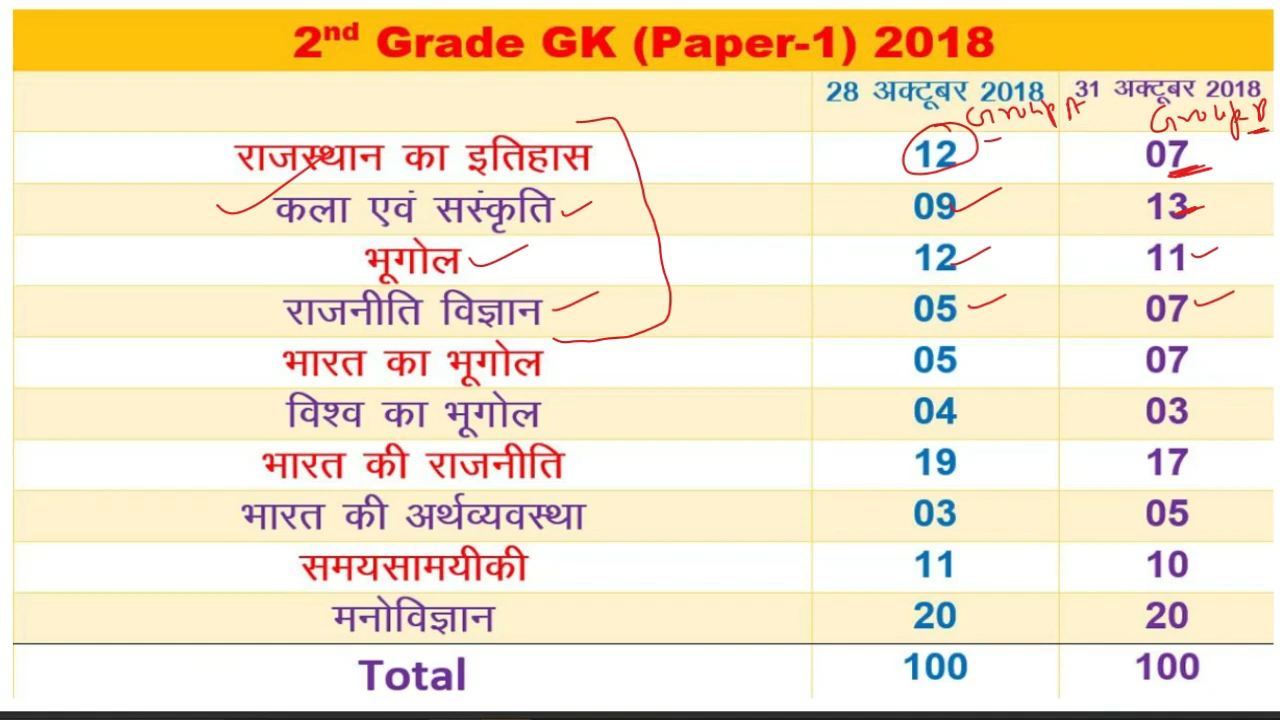 2nd Grade GK (Paper-1) 2018
28 अक्टूबर 2018 31 अक्टूबर 2018
Group A Group B
राजस्थान का इतिहास 12 07
कला एवं संस्कृति 09 13
भूगोल 12 11
राजनीति विज्ञान 05 07
भारत का भूगोल 05 07
विश्व का भूगोल 04 03
भारत की राजनीति 19 17
भारत की अर्थव्यवस्था 03 05
समयसामयीकी 11 10
मनोविज्ञान 20 20
Total 100 100